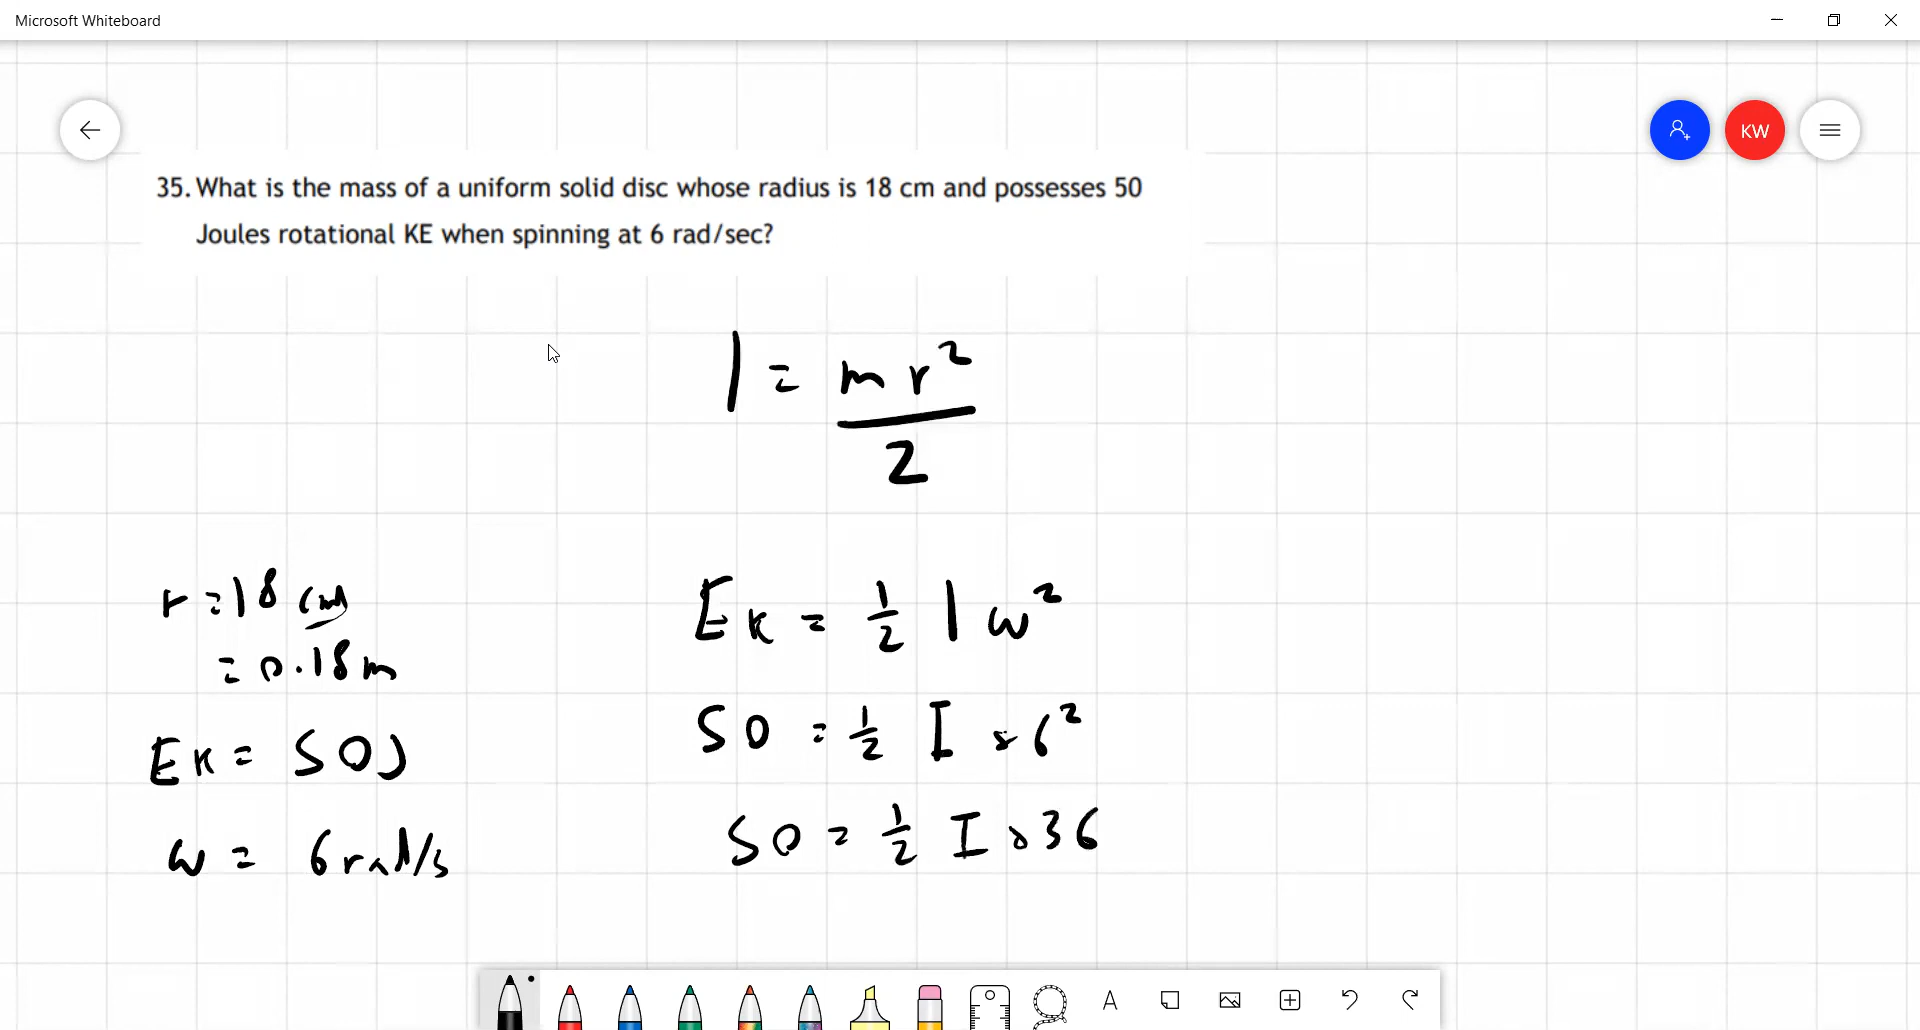 Microsoft Whiteboard
KW
35. What is the mass of a uniform solid disc whose radius is 18 cm and possesses 50
Joules rotational KE when spinning at 6 rad/sec?
I = mr²/2
r = 18 cm
= 0.18 m
EK = 50J
ω = 6 rad/s
EK = ½ I ω²
50 = ½ I × 6²
50 = ½ I × 36
A